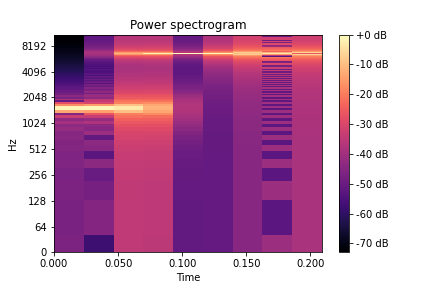 Power spectrogram
8192
4096
2048
1024
512
256
128
64
0
Hz
0.000 0.050 0.100 0.150 0.200
Time
+0 dB
-10 dB
-20 dB
-30 dB
-40 dB
-50 dB
-60 dB
-70 dB